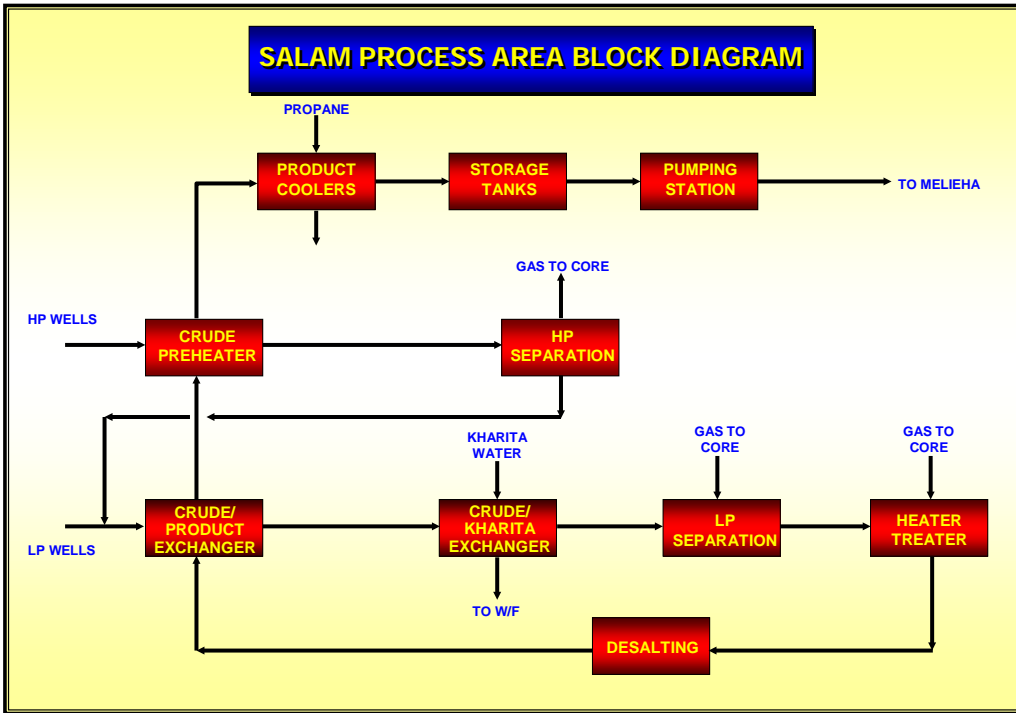 SALAM PROCESS AREA BLOCK DIAGRAM
PROPANE
PRODUCT
COOLERS
STORAGE
TANKS
PUMPING
STATION
TO MELIEHA
GAS TO CORE
HP WELLS
CRUDE
PREHEATER
HP
SEPARATION
KHARITA
WATER
GAS TO
CORE
GAS TO
CORE
LP WELLS
CRUDE/
PRODUCT
EXCHANGER
CRUDE/
KHARITA
EXCHANGER
LP
SEPARATION
HEATER
TREATER
TO W/F
DESALTING